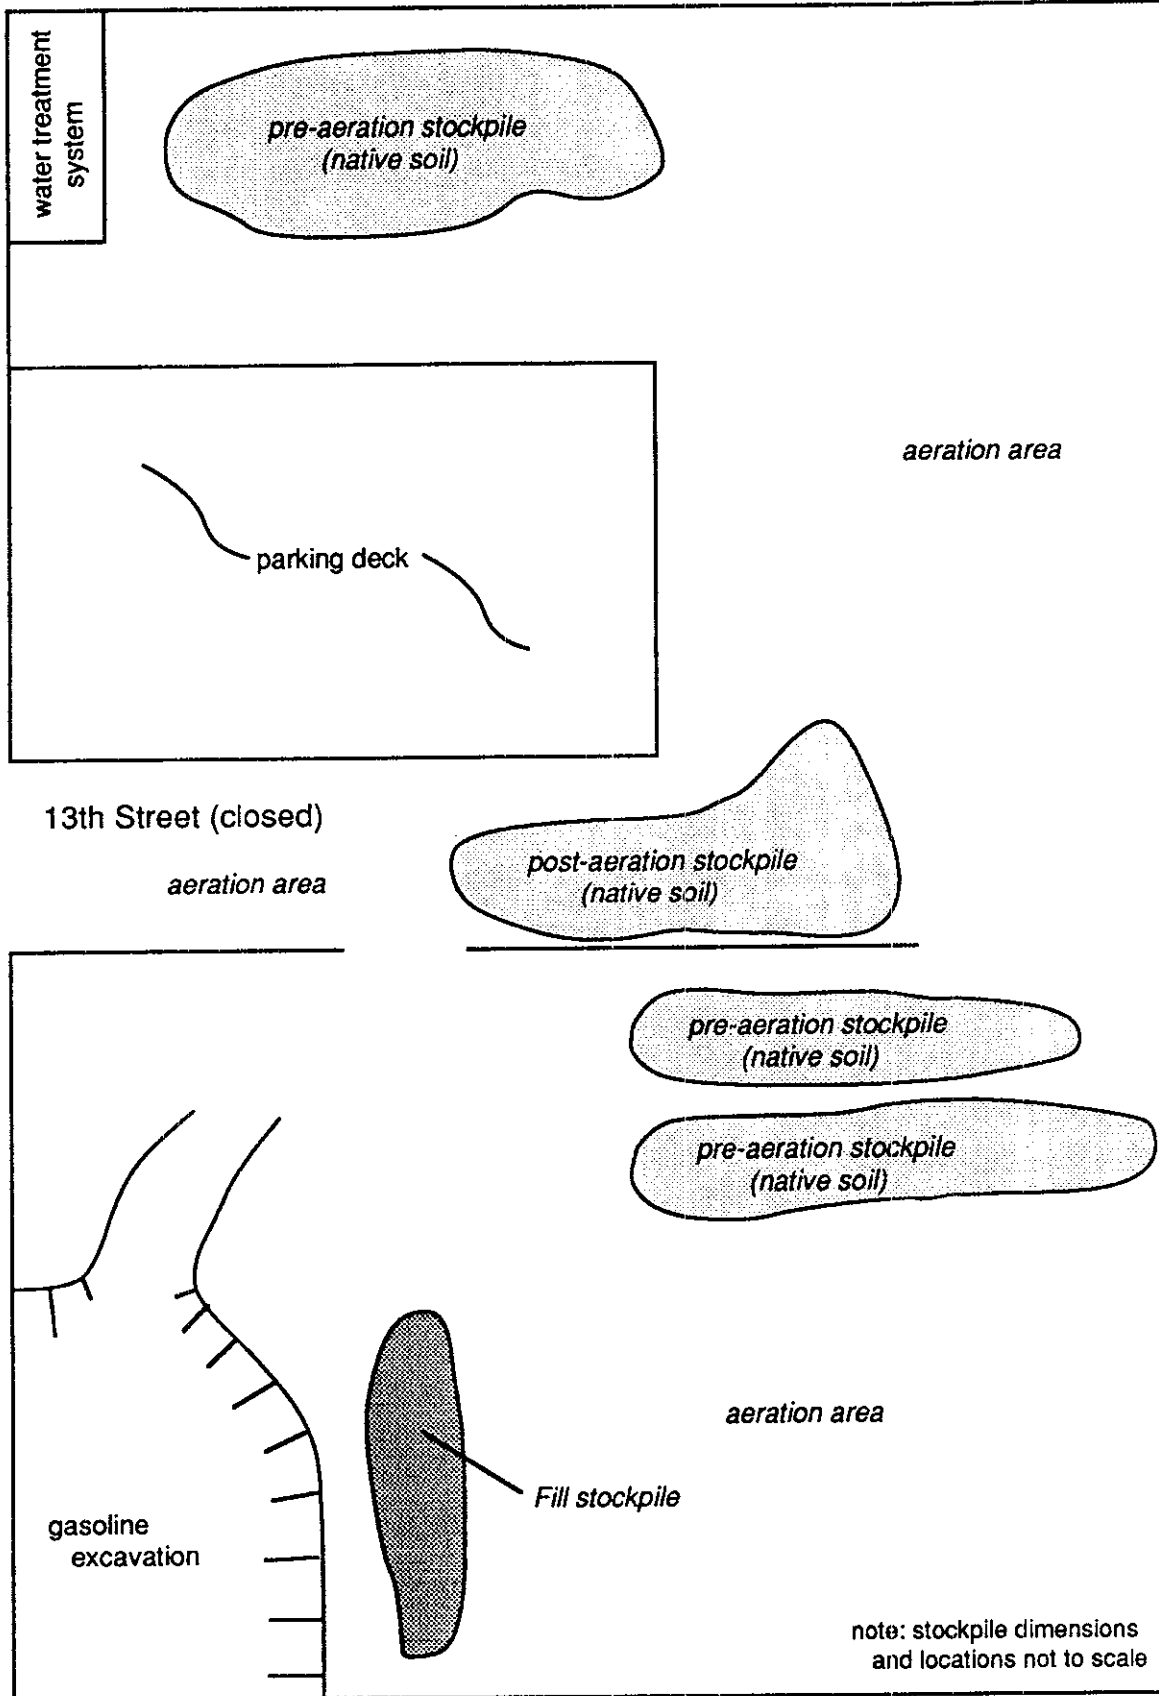 water treatment
system
pre-aeration stockpile
(native soil)
aeration area
parking deck
13th Street (closed)
aeration area
post-aeration stockpile
(native soil)
pre-aeration stockpile
(native soil)
pre-aeration stockpile
(native soil)
aeration area
Fill stockpile
gasoline
excavation
note: stockpile dimensions
and locations not to scale